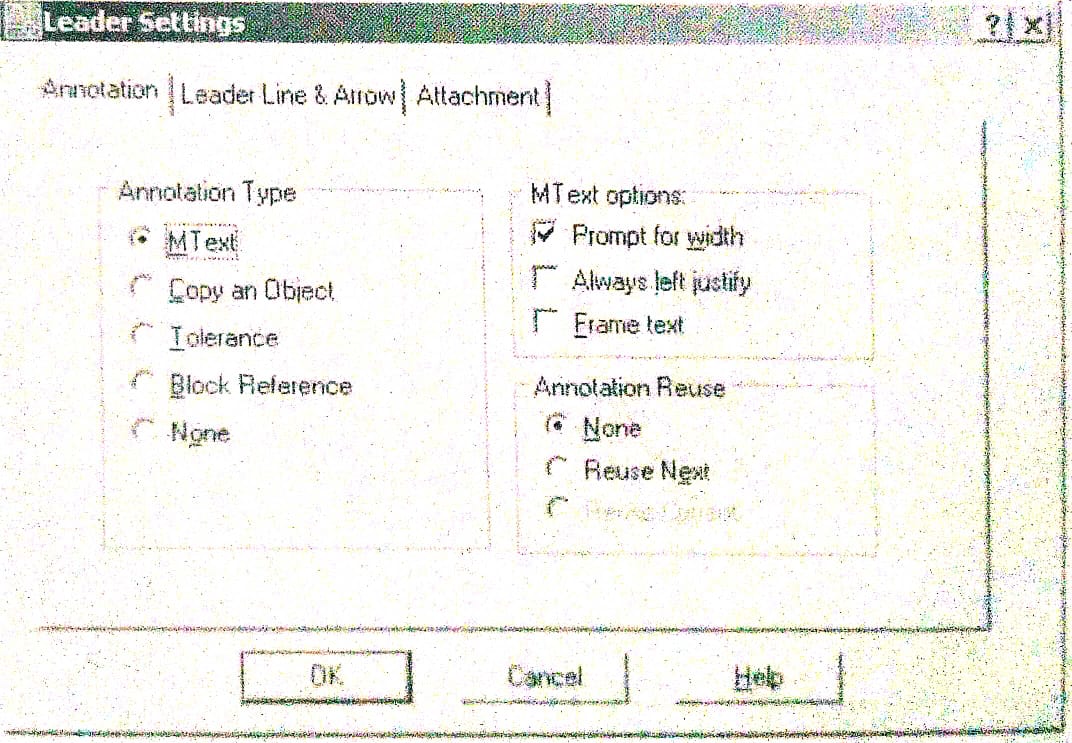 Leader Settings
Annotation Leader Line & Arrow Attachment
Annotation Type
MText
Copy an Object
Tolerance
Block Reference
None
MText options:
Prompt for width
Always left justify
Frame text
Annotation Reuse
None
Reuse Next
OK Cancel Help